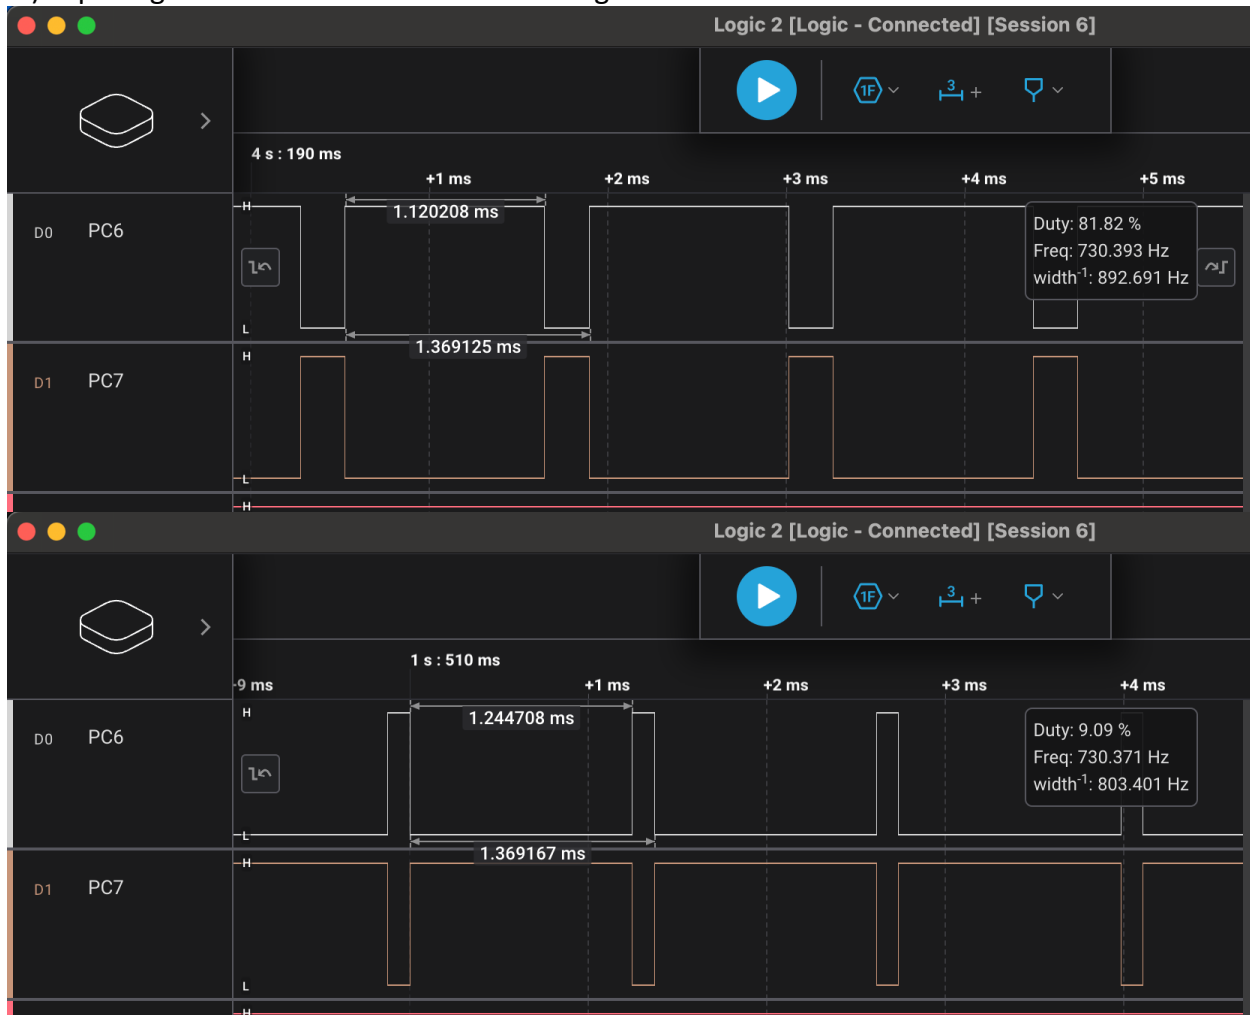 Logic 2 [Logic - Connected] [Session 6]
1F
3
+
4 s : 190 ms
+1 ms
+2 ms
+3 ms
+4 ms
+5 ms
D0
PC6
H
L
1.120208 ms
1.369125 ms
Duty: 81.82 %
Freq: 730.393 Hz
width-1: 892.691 Hz
D1
PC7
H
L
H
Logic 2 [Logic - Connected] [Session 6]
1F
3
+
1 s : 510 ms
-9 ms
+1 ms
+2 ms
+3 ms
+4 ms
D0
PC6
H
L
1.244708 ms
1.369167 ms
Duty: 9.09 %
Freq: 730.371 Hz
width-1: 803.401 Hz
D1
PC7
H
L
H